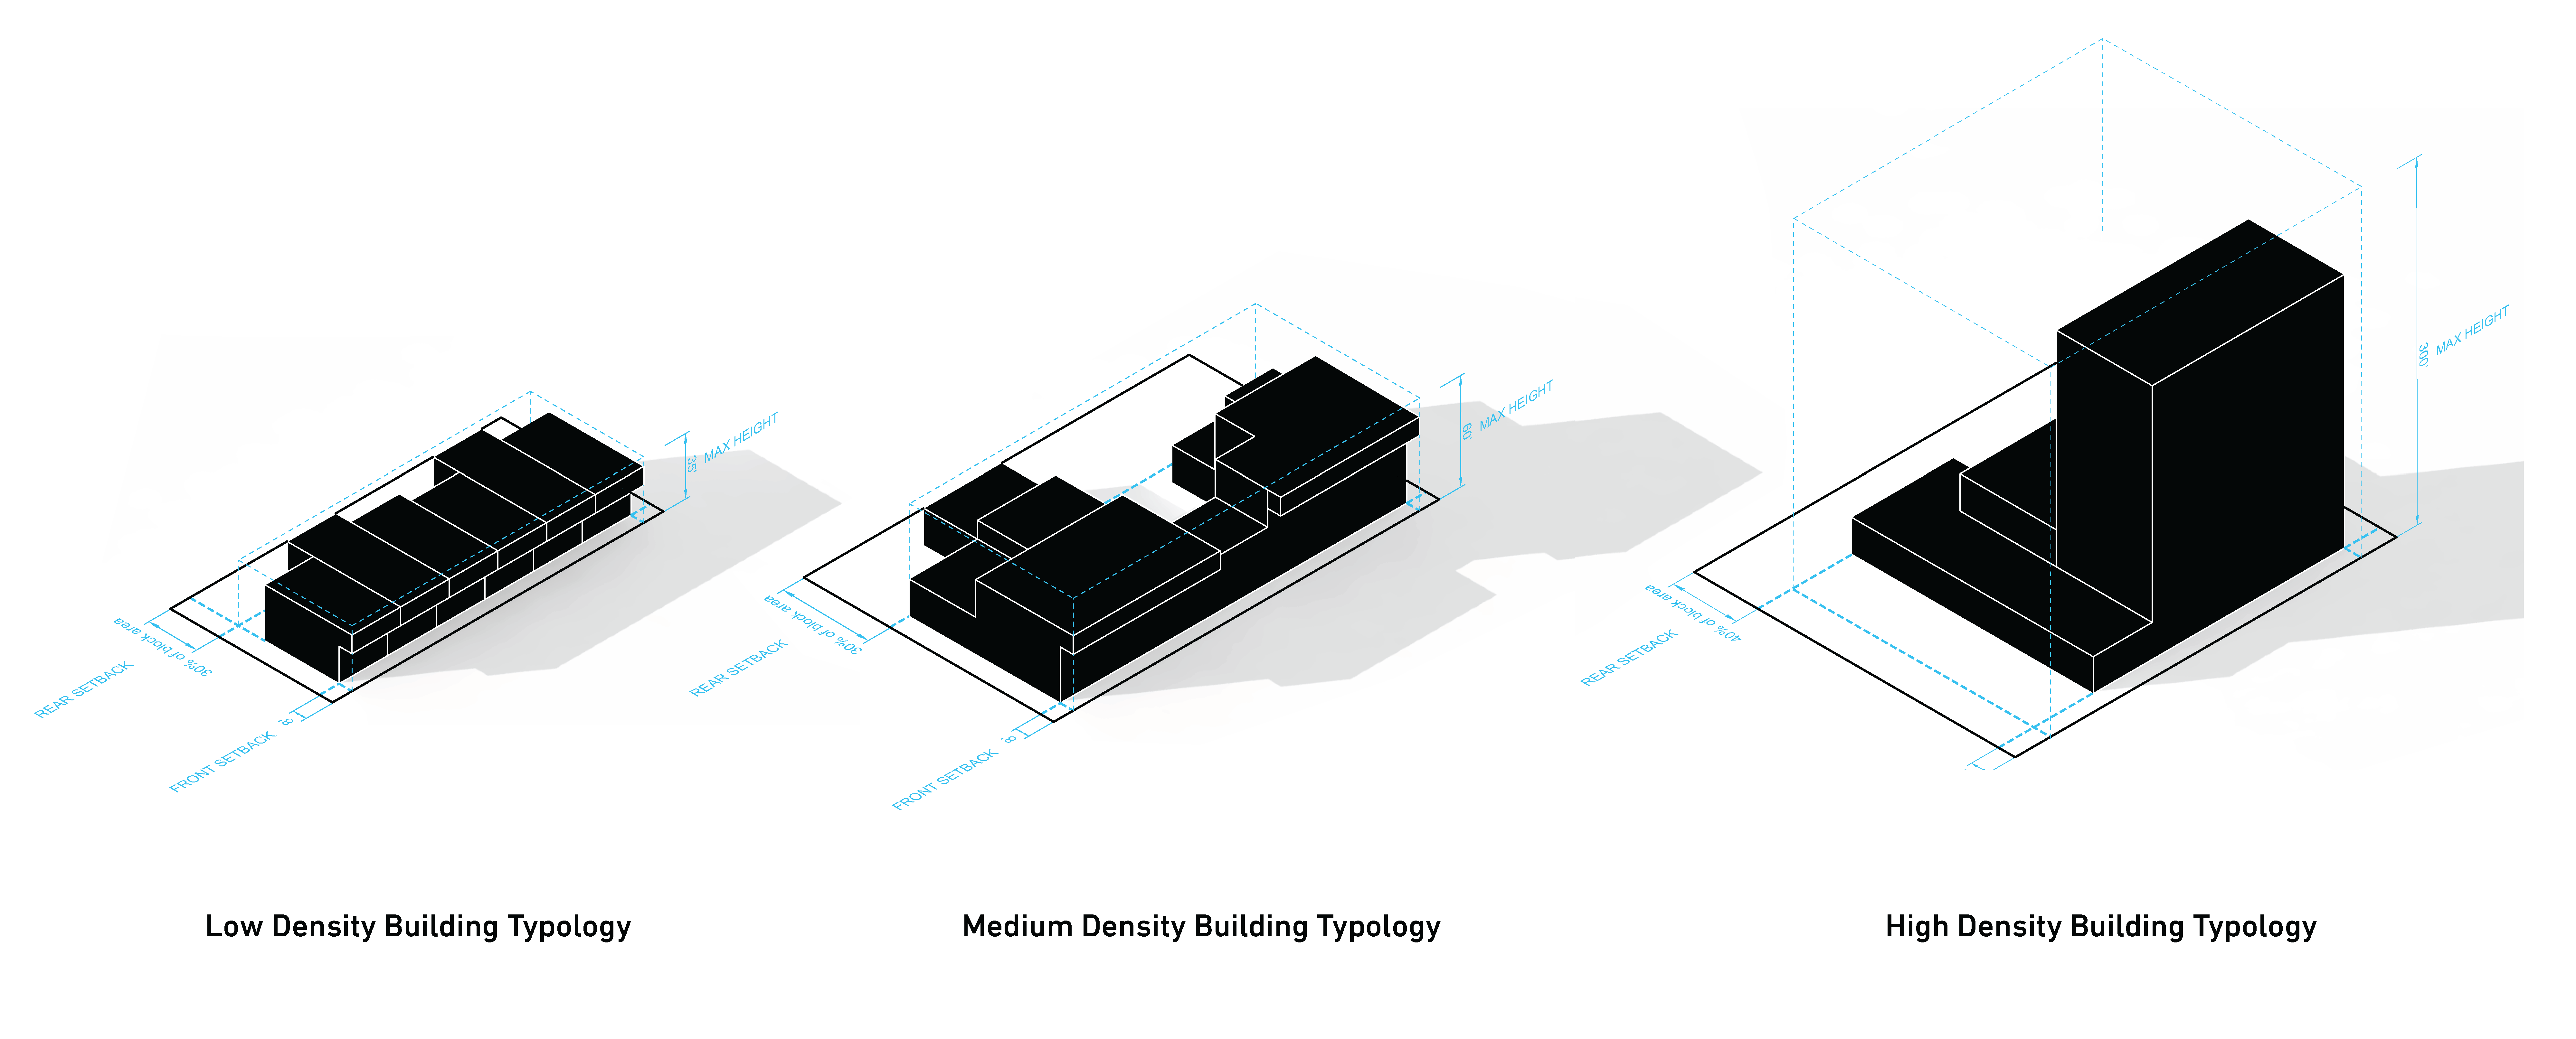 35'
MAX HEIGHT
30% of block area
REAR SETBACK
8'
FRONT SETBACK
60'
MAX HEIGHT
30% of block area
REAR SETBACK
8'
FRONT SETBACK
300'
MAX HEIGHT
40% of block area
REAR SETBACK
Low Density Building Typology
Medium Density Building Typology
High Density Building Typology